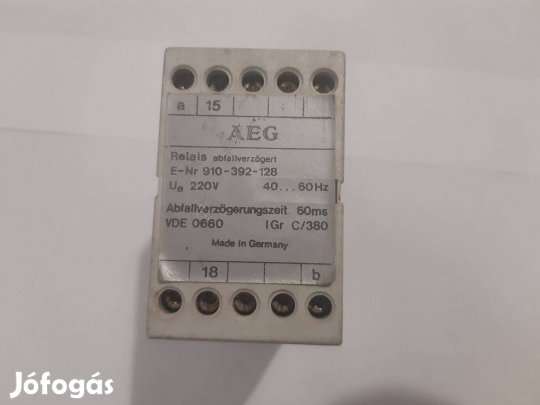 a 15
AEG
Relais abfallverzögert
E-Nr 910-392-128
Ue 220V 40...60Hz
Abfallverzögerungszeit 60ms
VDE 0660 IGr C/380
Made in Germany
18 b
Jófogás